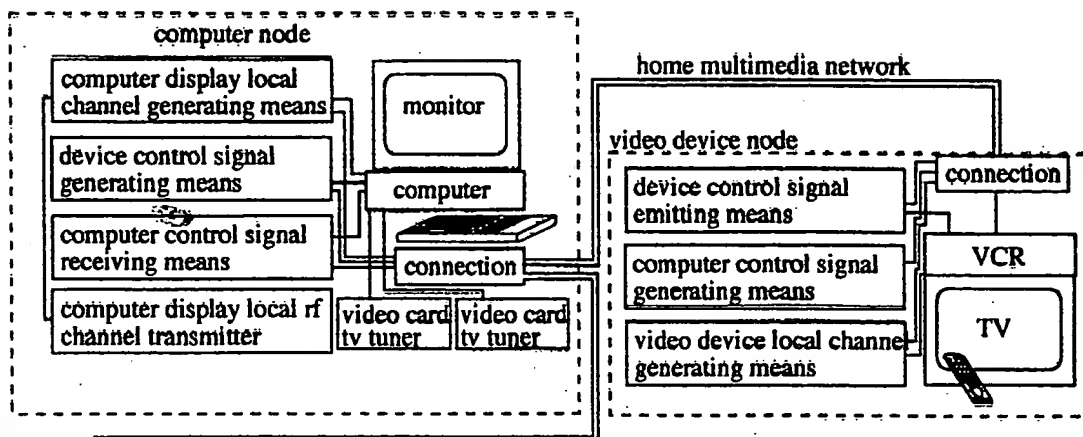 computer node
computer display local
channel generating means
device control signal
generating means
computer control signal
receiving means
computer display local rf
channel transmitter
monitor
computer
connection
video card
tv tuner
video card
tv tuner
home multimedia network
video device node
connection
device control signal
emitting means
computer control signal
generating means
video device local channel
generating means
VCR
TV